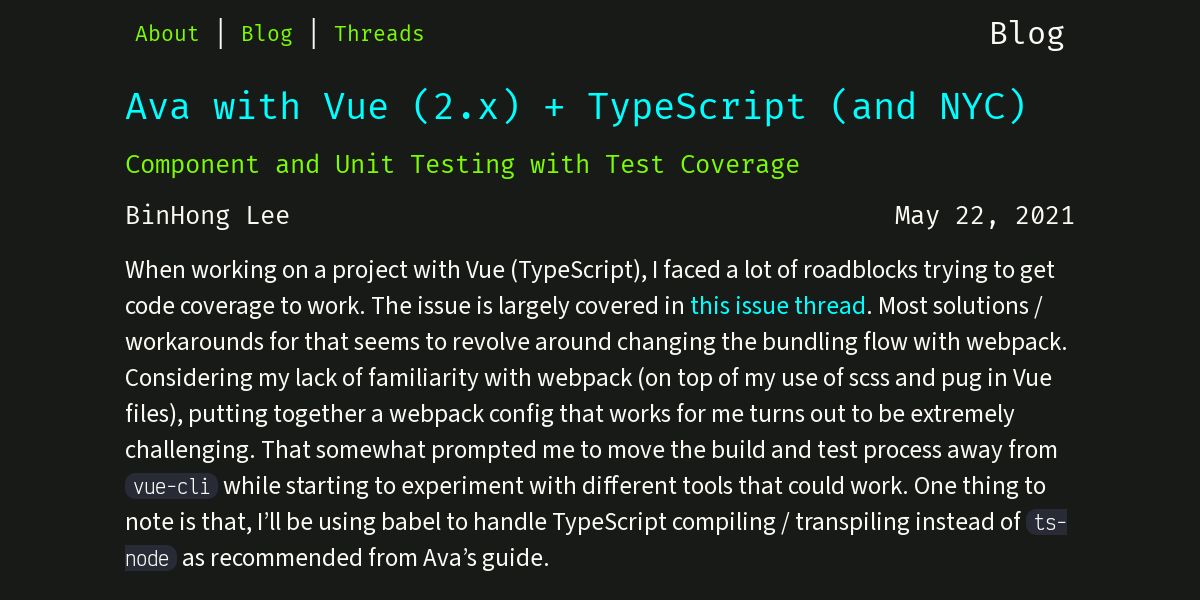 About | Blog | Threads Blog
Ava with Vue (2.x) + TypeScript (and NYC)
Component and Unit Testing with Test Coverage
BinHong Lee May 22, 2021
When working on a project with Vue (TypeScript), I faced a lot of roadblocks trying to get
code coverage to work. The issue is largely covered in this issue thread. Most solutions /
workarounds for that seems to revolve around changing the bundling flow with webpack.
Considering my lack of familiarity with webpack (on top of my use of scss and pug in Vue
files), putting together a webpack config that works for me turns out to be extremely
challenging. That somewhat prompted me to move the build and test process away from
vue-cli while starting to experiment with different tools that could work. One thing to
note is that, I’ll be using babel to handle TypeScript compiling / transpiling instead of ts-
node as recommended from Ava’s guide.